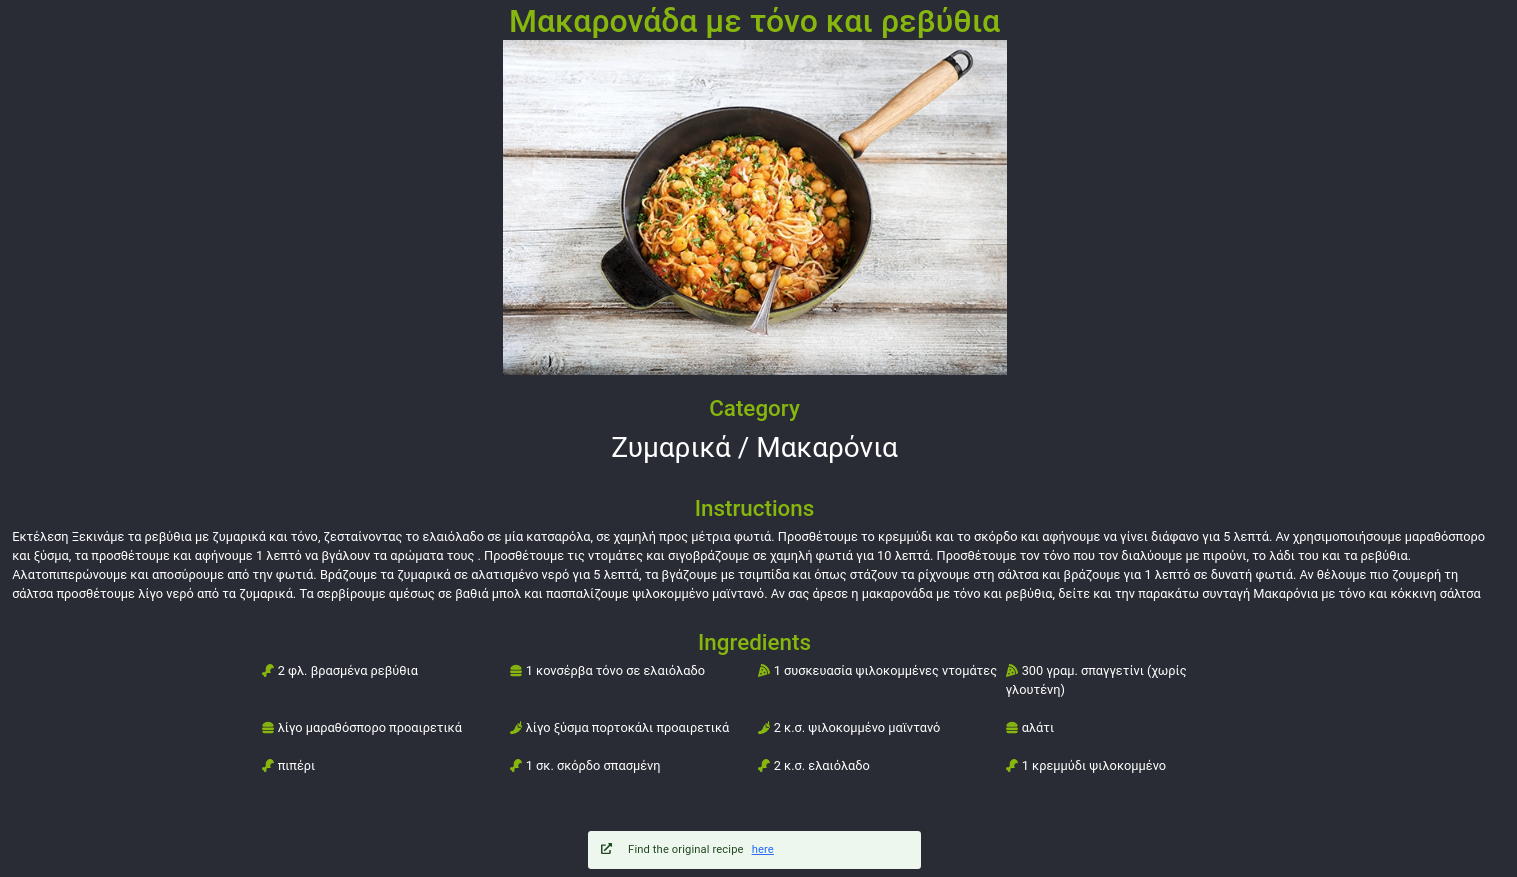 Μακαρονάδα με τόνο και ρεβύθια
Category
Ζυμαρικά / Μακαρόνια
Instructions
Εκτέλεση Ξεκινάμε τα ρεβύθια με ζυμαρικά και τόνο, ζεσταίνοντας το ελαιόλαδο σε μία κατσαρόλα, σε χαμηλή προς μέτρια φωτιά. Προσθέτουμε το κρεμμύδι και το σκόρδο και αφήνουμε να γίνει διάφανο για 5 λεπτά. Αν χρησιμοποιήσουμε μαραθόσπορο
και ξύσμα, τα προσθέτουμε και αφήνουμε 1 λεπτό να βγάλουν τα αρώματα τους . Προσθέτουμε τις ντομάτες και σιγοβράζουμε σε χαμηλή φωτιά για 10 λεπτά. Προσθέτουμε τον τόνο που τον διαλύουμε με πιρούνι, το λάδι του και τα ρεβύθια.
Αλατοπιπερώνουμε και αποσύρουμε από την φωτιά. Βράζουμε τα ζυμαρικά σε αλατισμένο νερό για 5 λεπτά, τα βγάζουμε με τσιμπίδα και όπως στάζουν τα ρίχνουμε στη σάλτσα και βράζουμε για 1 λεπτό σε δυνατή φωτιά. Αν θέλουμε πιο ζουμερή τη
σάλτσα προσθέτουμε λίγο νερό από τα ζυμαρικά. Τα σερβίρουμε αμέσως σε βαθιά μπολ και πασπαλίζουμε ψιλοκομμένο μαϊντανό. Αν σας άρεσε η μακαρονάδα με τόνο και ρεβύθια, δείτε και την παρακάτω συνταγή Μακαρόνια με τόνο και κόκκινη σάλτσα
Ingredients
2 φλ. βρασμένα ρεβύθια
1 κονσέρβα τόνο σε ελαιόλαδο
1 συσκευασία ψιλοκομμένες ντομάτες
300 γραμ. σπαγγετίνι (χωρίς
γλουτένη)
λίγο μαραθόσπορο προαιρετικά
λίγο ξύσμα πορτοκάλι προαιρετικά
2 κ.σ. ψιλοκομμένο μαϊντανό
αλάτι
πιπέρι
1 σκ. σκόρδο σπασμένη
2 κ.σ. ελαιόλαδο
1 κρεμμύδι ψιλοκομμένο
Find the original recipe here